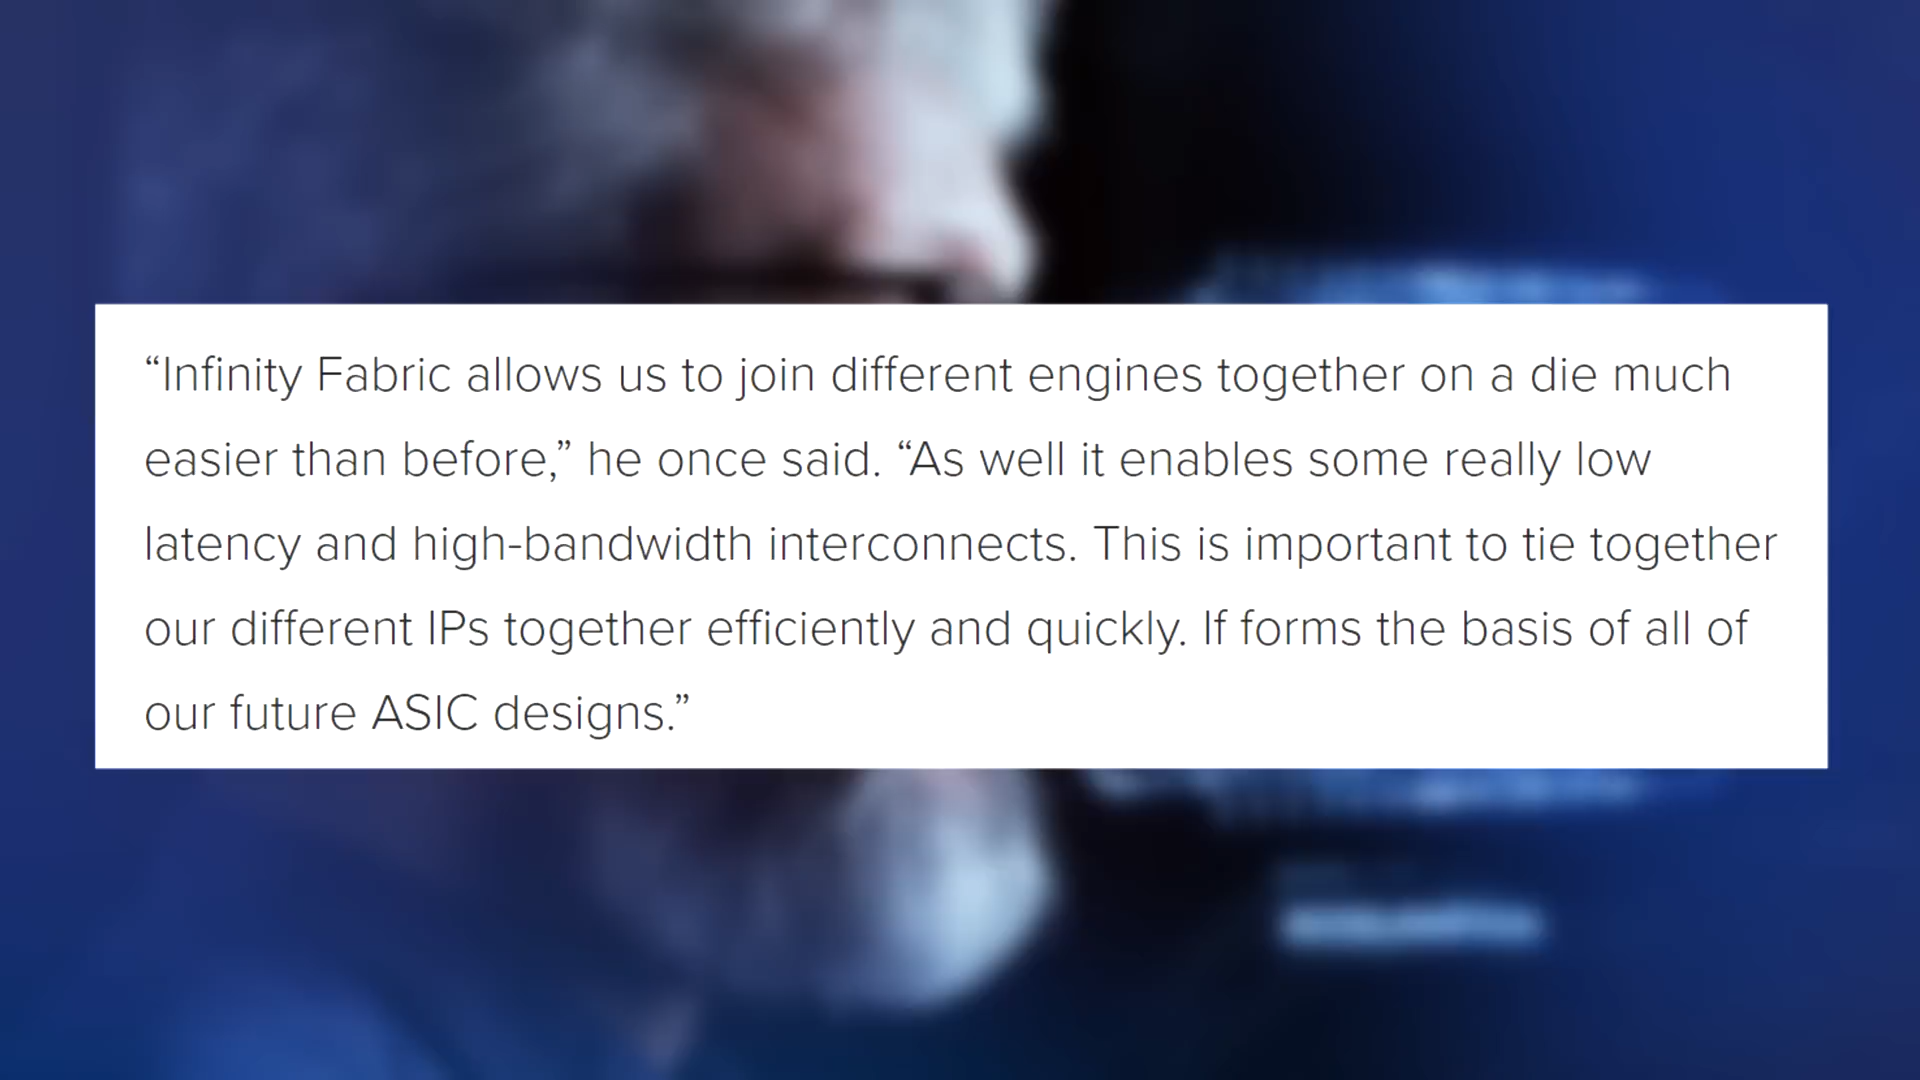 “Infinity Fabric allows us to join different engines together on a die much
easier than before,” he once said. “As well it enables some really low
latency and high-bandwidth interconnects. This is important to tie together
our different IPs together efficiently and quickly. If forms the basis of all of
our future ASIC designs.”